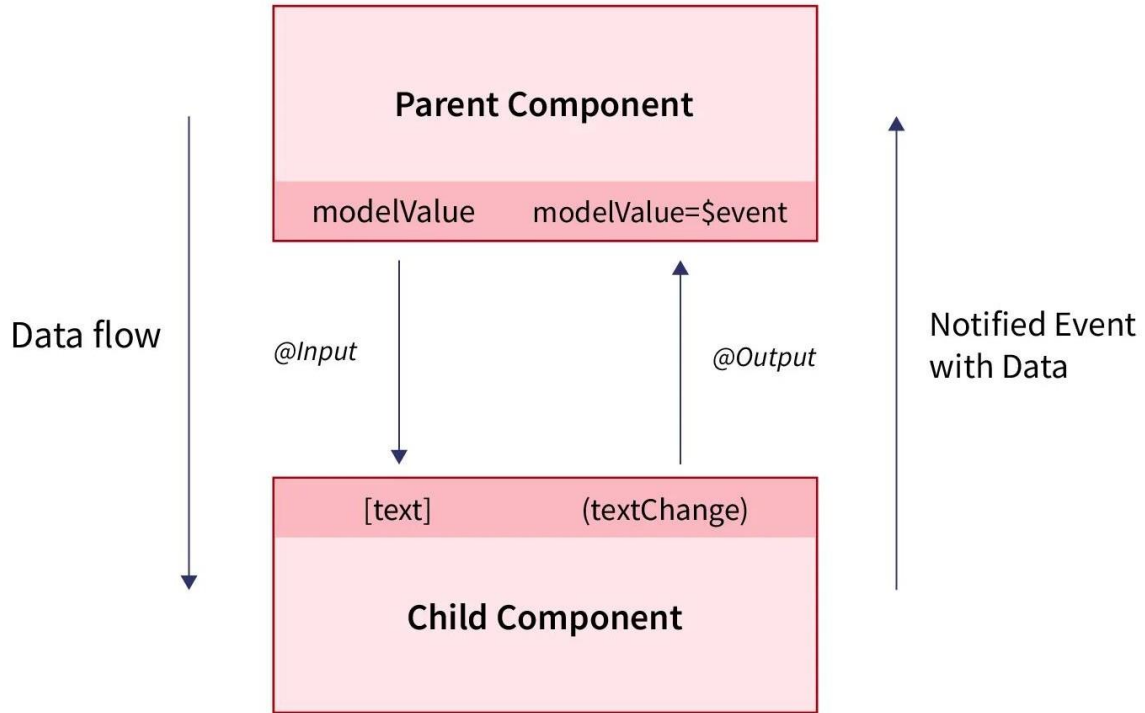 Parent Component
modelValue
modelValue=$event
Data flow
@Input
@Output
Notified Event
with Data
[text]
(textChange)
Child Component